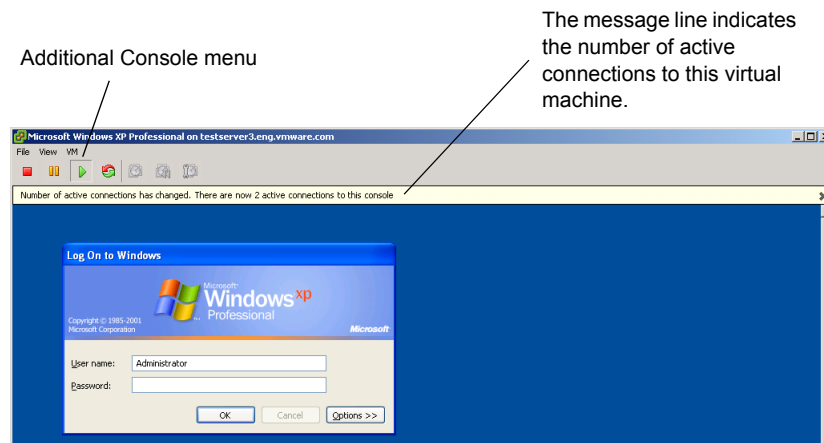 The message line indicates
the number of active
connections to this virtual
machine.
Additional Console menu
Microsoft Windows XP Professional on testserver3.eng.vmware.com
File View VM
Number of active connections has changed. There are now 2 active connections to this console
Log On to Windows
Microsoft
Windows xp
Professional
Copyright © 1985-2001
Microsoft Corporation
Microsoft
User name: Administrator
Password:
OK Cancel Options >>